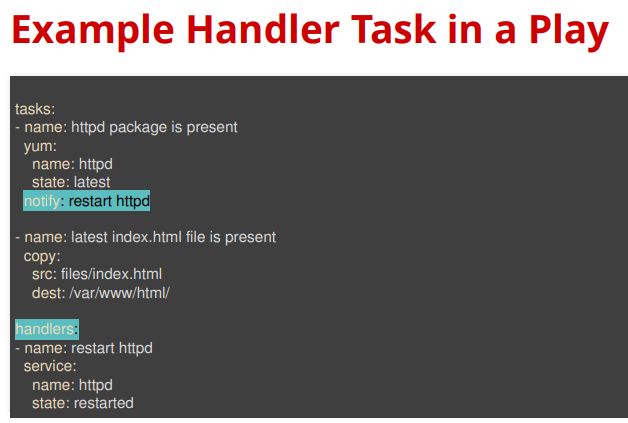 Example Handler Task in a Play
tasks:
- name: httpd package is present
  yum:
    name: httpd
    state: latest
  notify: restart httpd
- name: latest index.html file is present
  copy:
    src: files/index.html
    dest: /var/www/html/
handlers:
- name: restart httpd
  service:
    name: httpd
    state: restarted